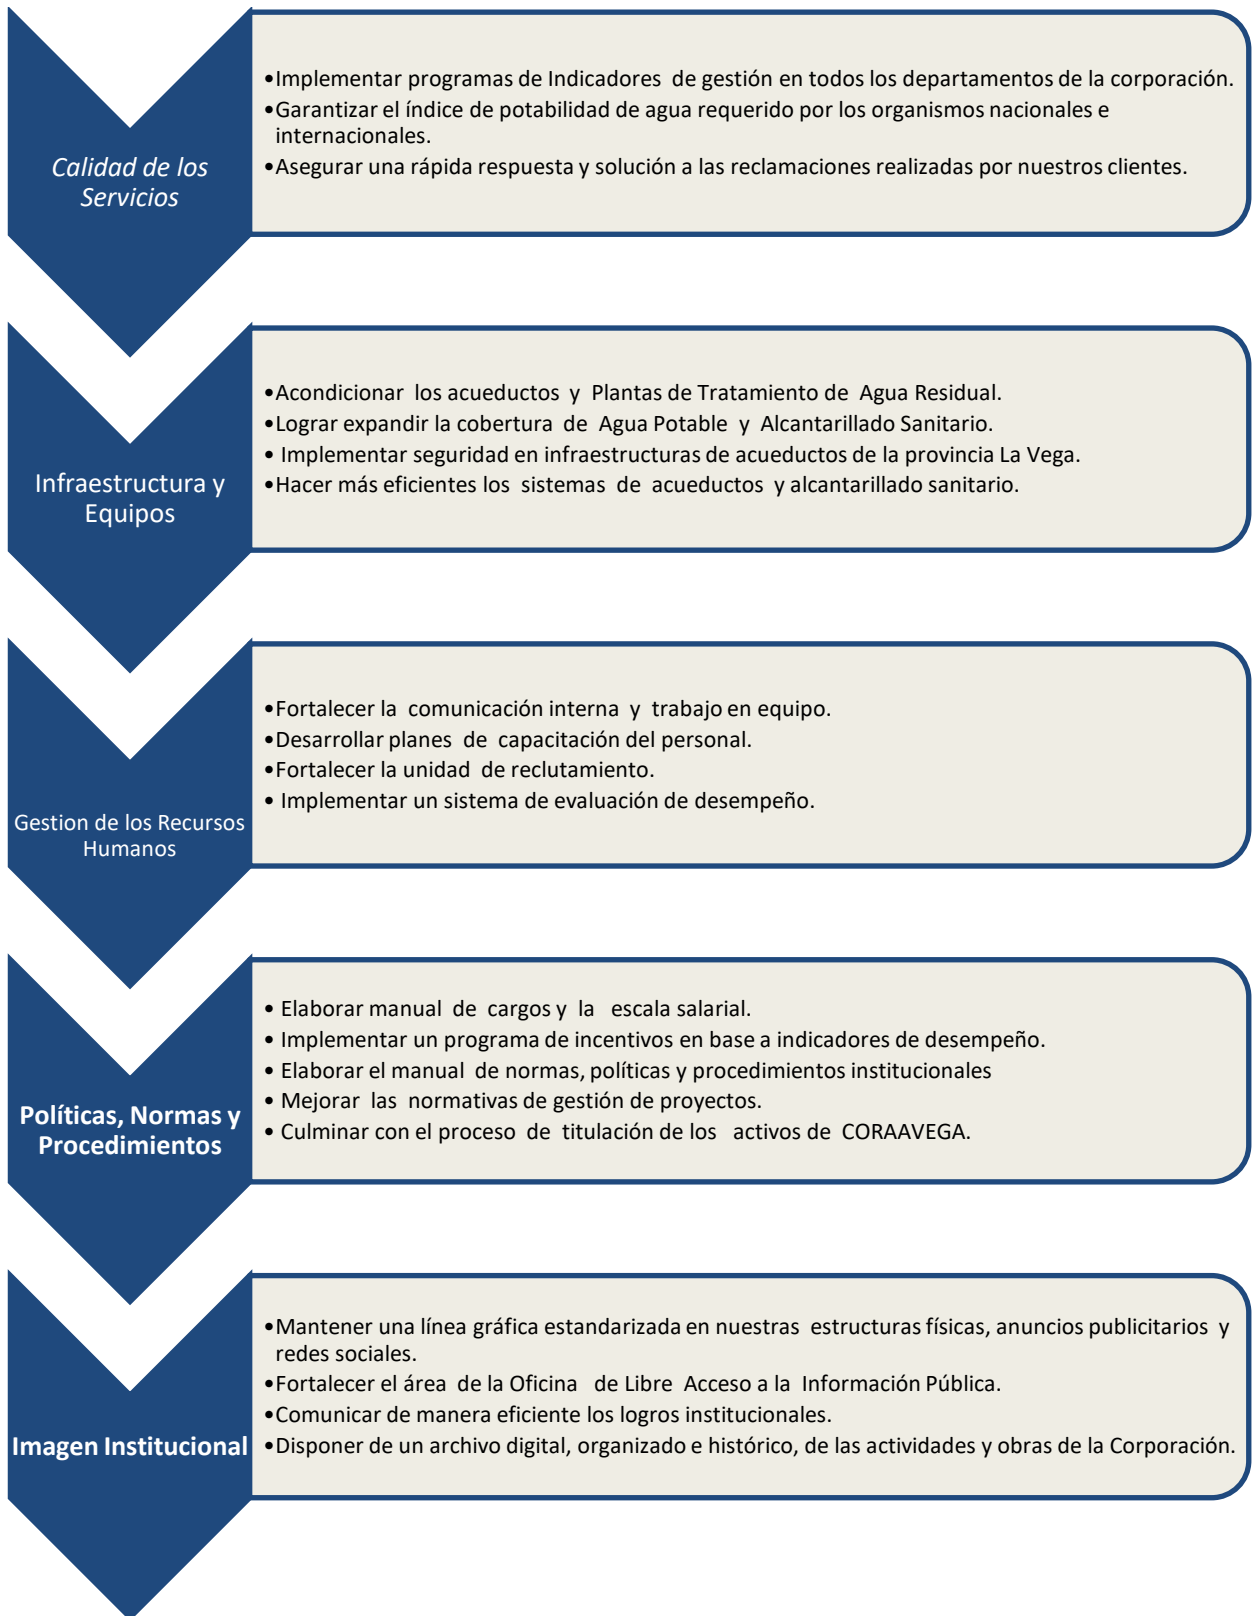 Calidad de los
Servicios
•Implementar programas de Indicadores de gestión en todos los departamentos de la corporación.
•Garantizar el índice de potabilidad de agua requerido por los organismos nacionales e
internacionales.
•Asegurar una rápida respuesta y solución a las reclamaciones realizadas por nuestros clientes.
Infraestructura y
Equipos
•Acondicionar los acueductos y Plantas de Tratamiento de Agua Residual.
•Lograr expandir la cobertura de Agua Potable y Alcantarillado Sanitario.
• Implementar seguridad en infraestructuras de acueductos de la provincia La Vega.
•Hacer más eficientes los sistemas de acueductos y alcantarillado sanitario.
Gestion de los Recursos
Humanos
•Fortalecer la comunicación interna y trabajo en equipo.
•Desarrollar planes de capacitación del personal.
•Fortalecer la unidad de reclutamiento.
• Implementar un sistema de evaluación de desempeño.
Políticas, Normas y
Procedimientos
• Elaborar manual de cargos y la escala salarial.
• Implementar un programa de incentivos en base a indicadores de desempeño.
• Elaborar el manual de normas, políticas y procedimientos institucionales
• Mejorar las normativas de gestión de proyectos.
• Culminar con el proceso de titulación de los activos de CORAAVEGA.
Imagen Institucional
•Mantener una línea gráfica estandarizada en nuestras estructuras físicas, anuncios publicitarios y
redes sociales.
•Fortalecer el área de la Oficina de Libre Acceso a la Información Pública.
•Comunicar de manera eficiente los logros institucionales.
•Disponer de un archivo digital, organizado e histórico, de las actividades y obras de la Corporación.